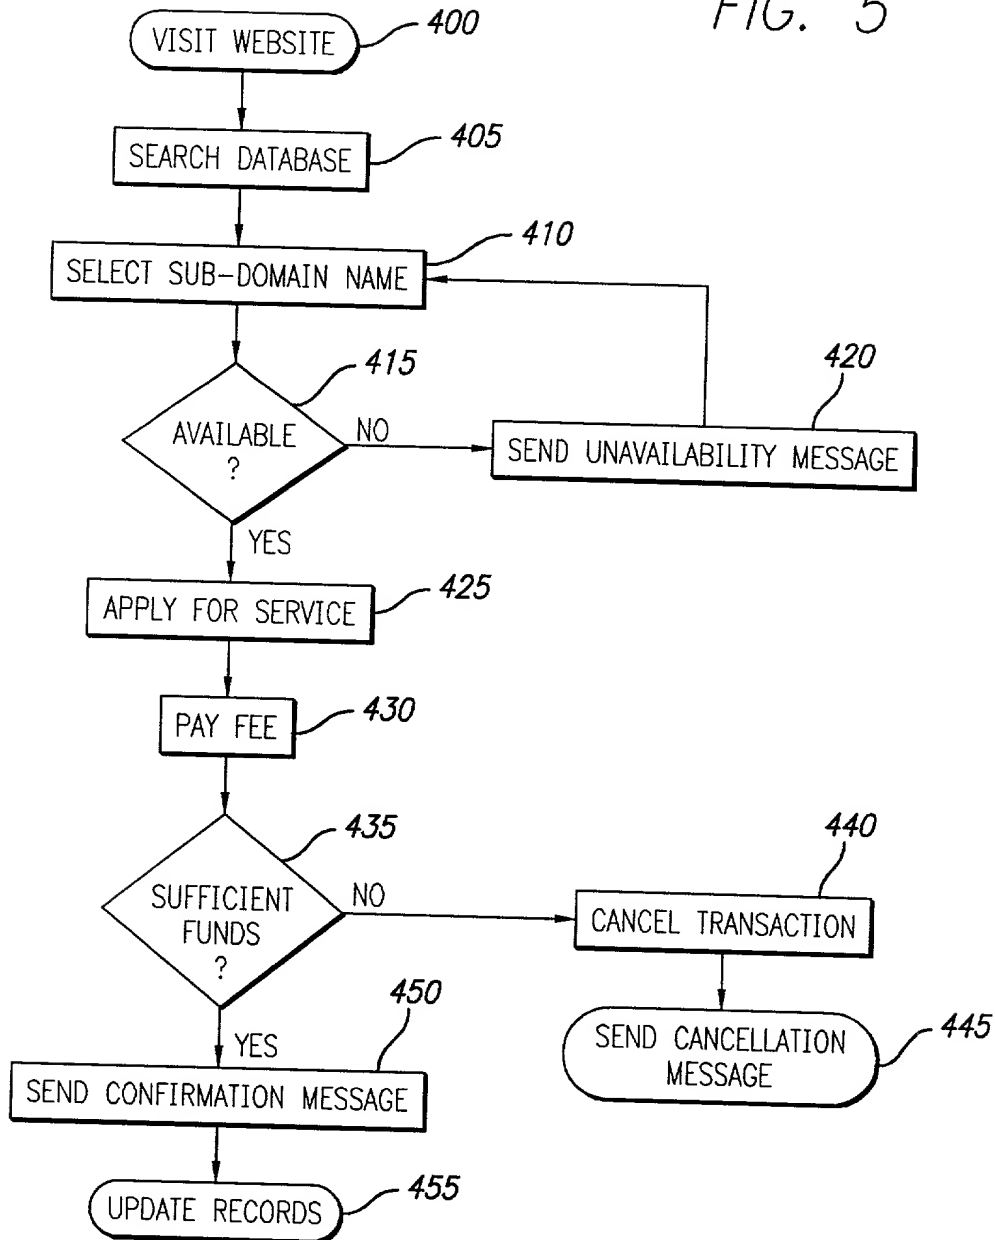 FIG. 5
VISIT WEBSITE
400
SEARCH DATABASE
405
SELECT SUB-DOMAIN NAME
410
AVAILABLE
?
415
NO
SEND UNAVAILABILITY MESSAGE
420
YES
APPLY FOR SERVICE
425
PAY FEE
430
SUFFICIENT
FUNDS
?
435
NO
CANCEL TRANSACTION
440
SEND CANCELLATION
MESSAGE
445
YES
SEND CONFIRMATION MESSAGE
450
UPDATE RECORDS
455